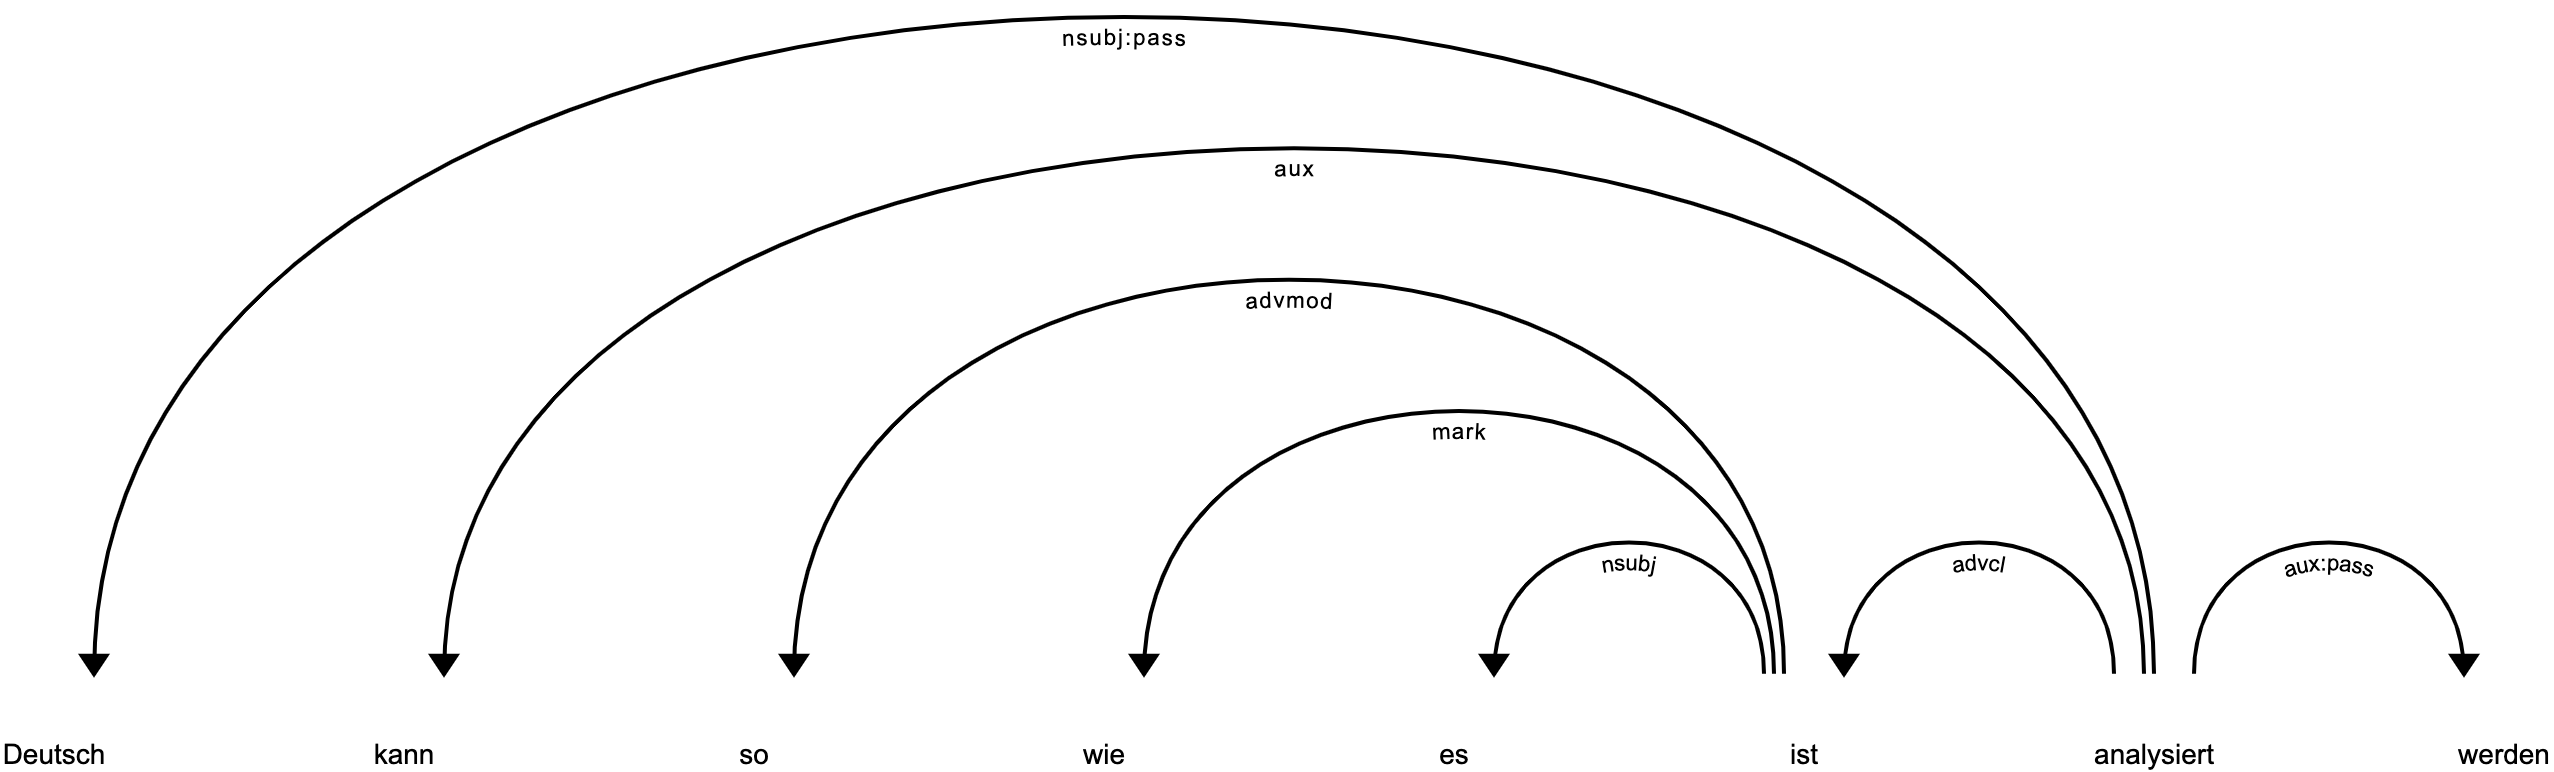 nsubj:pass
aux
advmod
mark
nsubj advcl aux:pass
Deutsch kann so wie es ist analysiert werden